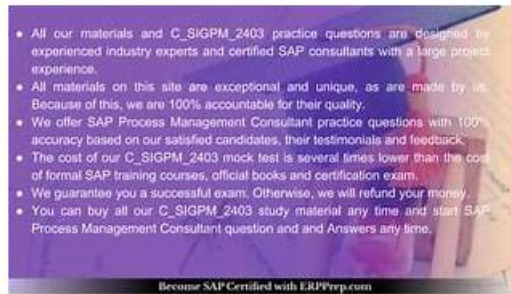 ● All our materials and C_SIGPM_2403 practice questions are designed by
experienced industry experts and certified SAP consultants with a large project
experience.
● All materials on this site are exceptional and unique, as are made by us.
Because of this, we are 100% accountable for their quality.
● We offer SAP Process Management Consultant practice questions with 100%
accuracy based on our satisfied candidates, their testimonials and feedback.
● The cost of our C_SIGPM_2403 mock test is several times lower than the cost
of formal SAP training courses, official books and certification exam.
● We guarantee you a successful exam. Otherwise, we will refund your money.
● You can buy all our C_SIGPM_2403 study material any time and start SAP
Process Management Consultant question and and Answers any time.
Become SAP Certified with ERPPrep.com